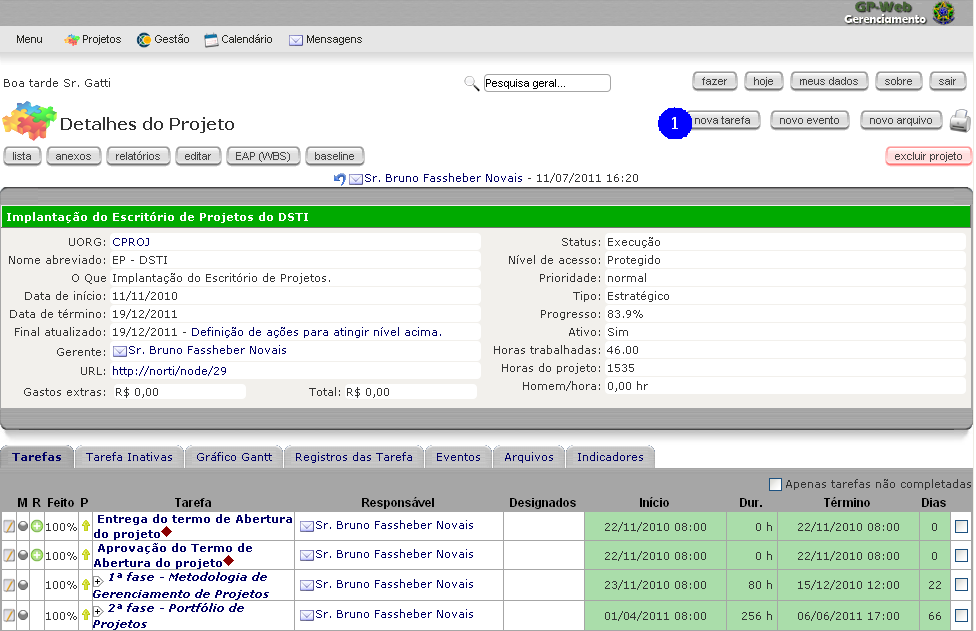 GP-Web
Gerenciamento
Menu Projetos Gestão Calendário Mensagens
Boa tarde Sr. Gatti Pesquisa geral... fazer hoje meus dados sobre sair
Detalhes do Projeto 1 nova tarefa novo evento novo arquivo
lista anexos relatórios editar EAP (WBS) baseline excluir projeto
Sr. Bruno Fassheber Novais - 11/07/2011 16:20
Implantação do Escritório de Projetos do DSTI
UORG: CPROJ Status: Execução
Nome abreviado: EP - DSTI Nível de acesso: Protegido
O Que Implantação do Escritório de Projetos. Prioridade: normal
Data de início: 11/11/2010 Tipo: Estratégico
Data de término: 19/12/2011 Progresso: 83.9%
Final atualizado: 19/12/2011 - Definição de ações para atingir nível acima. Ativo: Sim
Gerente: Sr. Bruno Fassheber Novais Horas trabalhadas: 46.00
URL: http://norti/node/29 Horas do projeto: 1535
Gastos extras: R$ 0,00 Total: R$ 0,00 Homem/hora: 0,00 hr
Tarefas Tarefa Inativas Gráfico Gantt Registros das Tarefa Eventos Arquivos Indicadores
Apenas tarefas não completadas
M R Feito P Tarefa Responsável Designados Início Dur. Término Dias
100% Entrega do termo de Abertura Sr. Bruno Fassheber Novais 22/11/2010 08:00 0 h 22/11/2010 08:00 0
do projeto
100% Aprovação do Termo de Sr. Bruno Fassheber Novais 22/11/2010 08:00 0 h 22/11/2010 08:00 0
Abertura do projeto
100% 1ª fase - Metodologia de Sr. Bruno Fassheber Novais 23/11/2010 08:00 80 h 15/12/2010 12:00 22
Gerenciamento de Projetos
100% 2ª fase - Portfólio de Sr. Bruno Fassheber Novais 01/04/2011 08:00 256 h 06/06/2011 17:00 66
Projetos